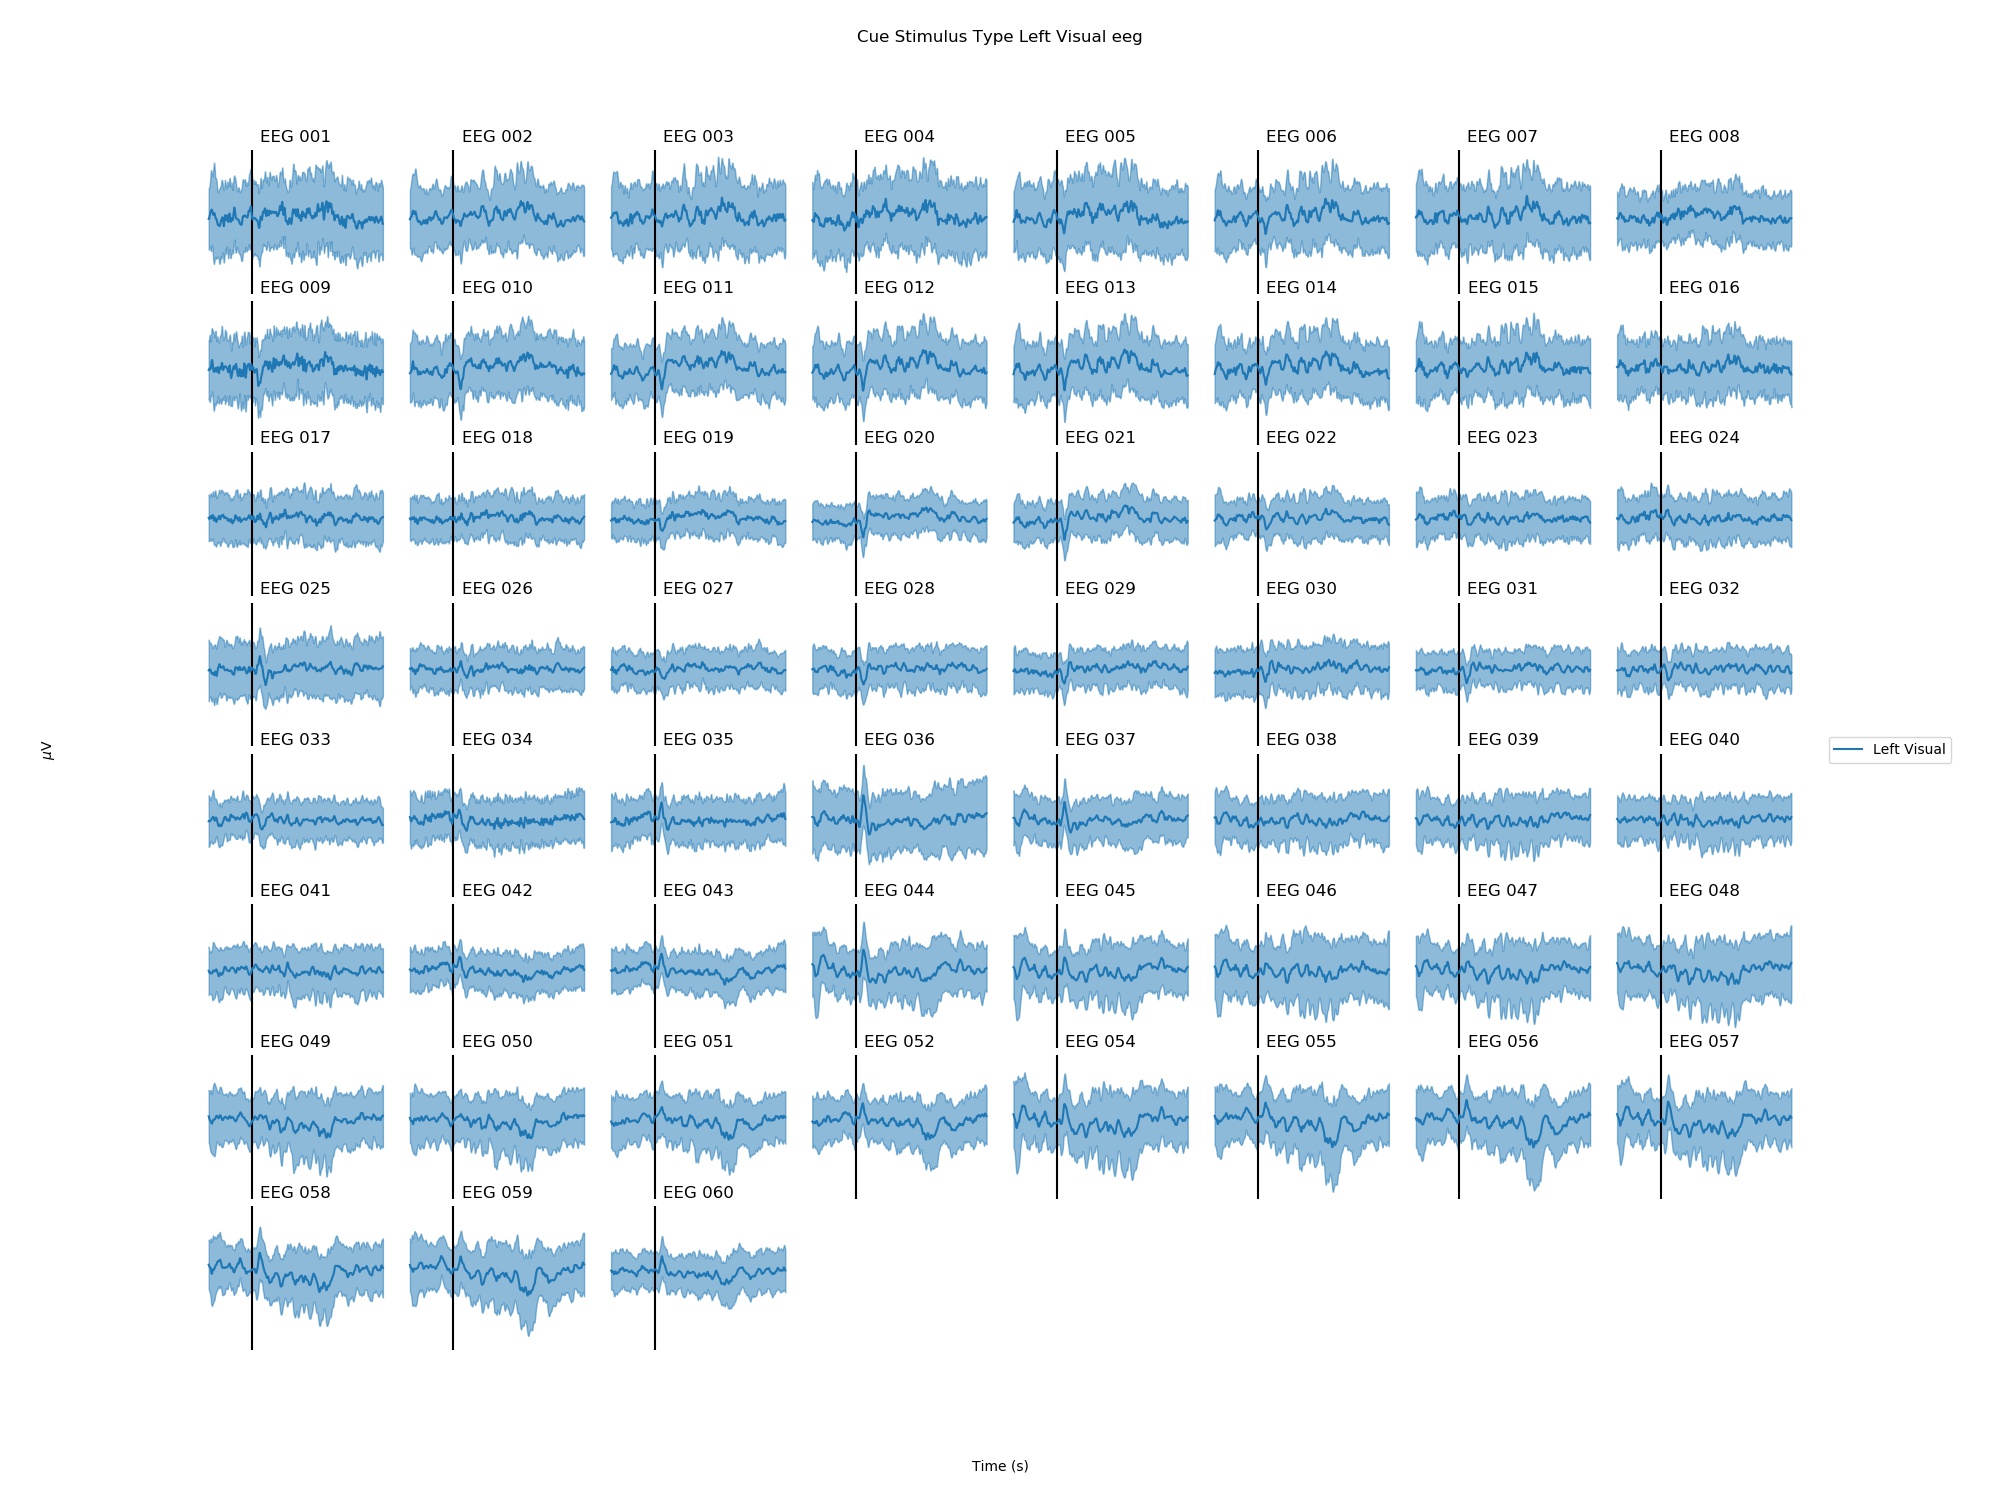 Cue Stimulus Type Left Visual eeg
EEG 001 EEG 002 EEG 003 EEG 004 EEG 005 EEG 006 EEG 007 EEG 008
EEG 009 EEG 010 EEG 011 EEG 012 EEG 013 EEG 014 EEG 015 EEG 016
EEG 017 EEG 018 EEG 019 EEG 020 EEG 021 EEG 022 EEG 023 EEG 024
EEG 025 EEG 026 EEG 027 EEG 028 EEG 029 EEG 030 EEG 031 EEG 032
EEG 033 EEG 034 EEG 035 EEG 036 EEG 037 EEG 038 EEG 039 EEG 040
μV
Left Visual
EEG 041 EEG 042 EEG 043 EEG 044 EEG 045 EEG 046 EEG 047 EEG 048
EEG 049 EEG 050 EEG 051 EEG 052 EEG 054 EEG 055 EEG 056 EEG 057
EEG 058 EEG 059 EEG 060
Time (s)